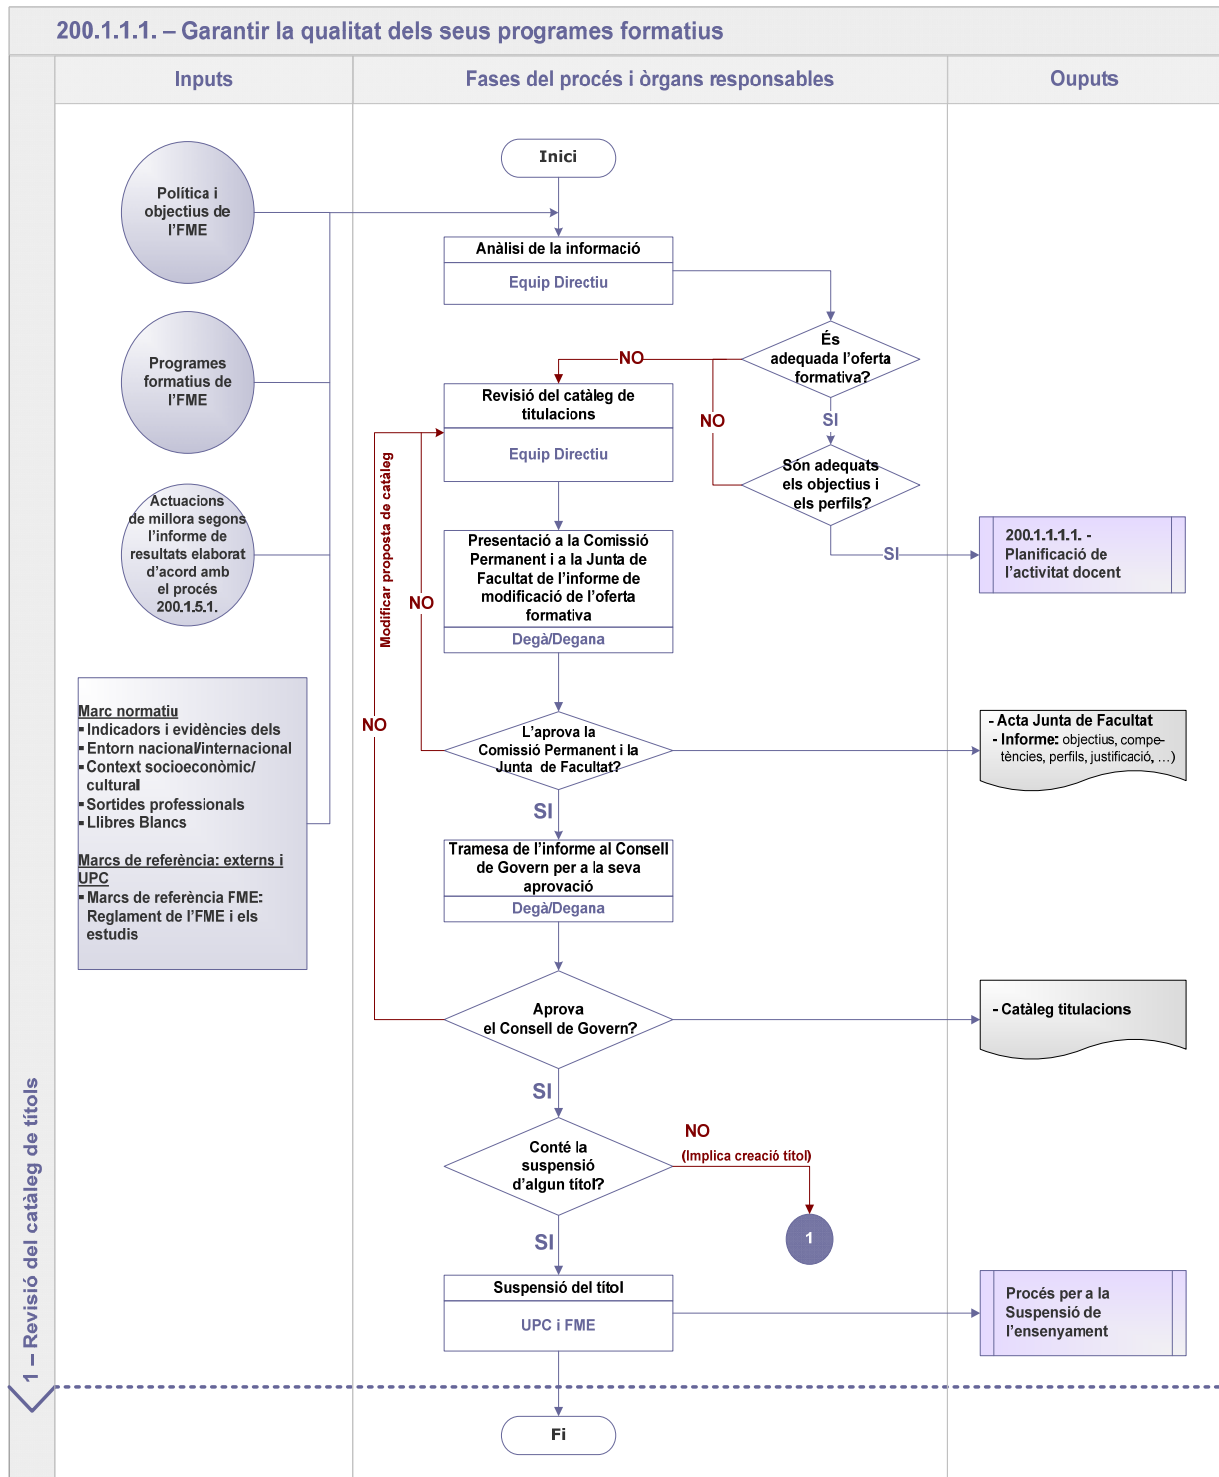 200.1.1.1. – Garantir la qualitat dels seus programes formatius
Inputs
Fases del procés i òrgans responsables
Ouputs
1 – Revisió del catàleg de títols
Política i
objectius de
l'FME
Programes
formatius de
l'FME
Actuacions
de millora segons
l'informe de
resultats elaborat
d'acord amb
el procés
200.1.5.1.
Marc normatiu
▪ Indicadors i evidències dels
▪ Entorn nacional/internacional
▪ Context socioeconòmic/
cultural
▪ Sortides professionals
▪ Llibres Blancs
Marcs de referència: externs i
UPC
▪ Marcs de referència FME:
Reglament de l'FME i els
estudis
Inici
Anàlisi de la informació
Equip Directiu
És
adequada l'oferta
formativa?
NO
SI
Revisió del catàleg de
titulacions
Equip Directiu
NO
Són adequats
els objectius i
els perfils?
SI
200.1.1.1.1. -
Planificació de
l'activitat docent
Modificar proposta de catàleg
Presentació a la Comissió
Permanent i a la Junta de
Facultat de l'informe de
modificació de l'oferta
formativa
Degà/Degana
NO
NO
L'aprova la
Comissió Permanent i la
Junta de Facultat?
- Acta Junta de Facultat
- Informe: objectius, compe-
tències, perfils, justificació, …)
SI
Tramesa de l'informe al Consell
de Govern per a la seva
aprovació
Degà/Degana
Aprova
el Consell de Govern?
- Catàleg titulacions
SI
Conté la
suspensió
d'algun títol?
NO
(Implica creació títol)
1
SI
Suspensió del títol
UPC i FME
Procés per a la
Suspensió de
l'ensenyament
Fi